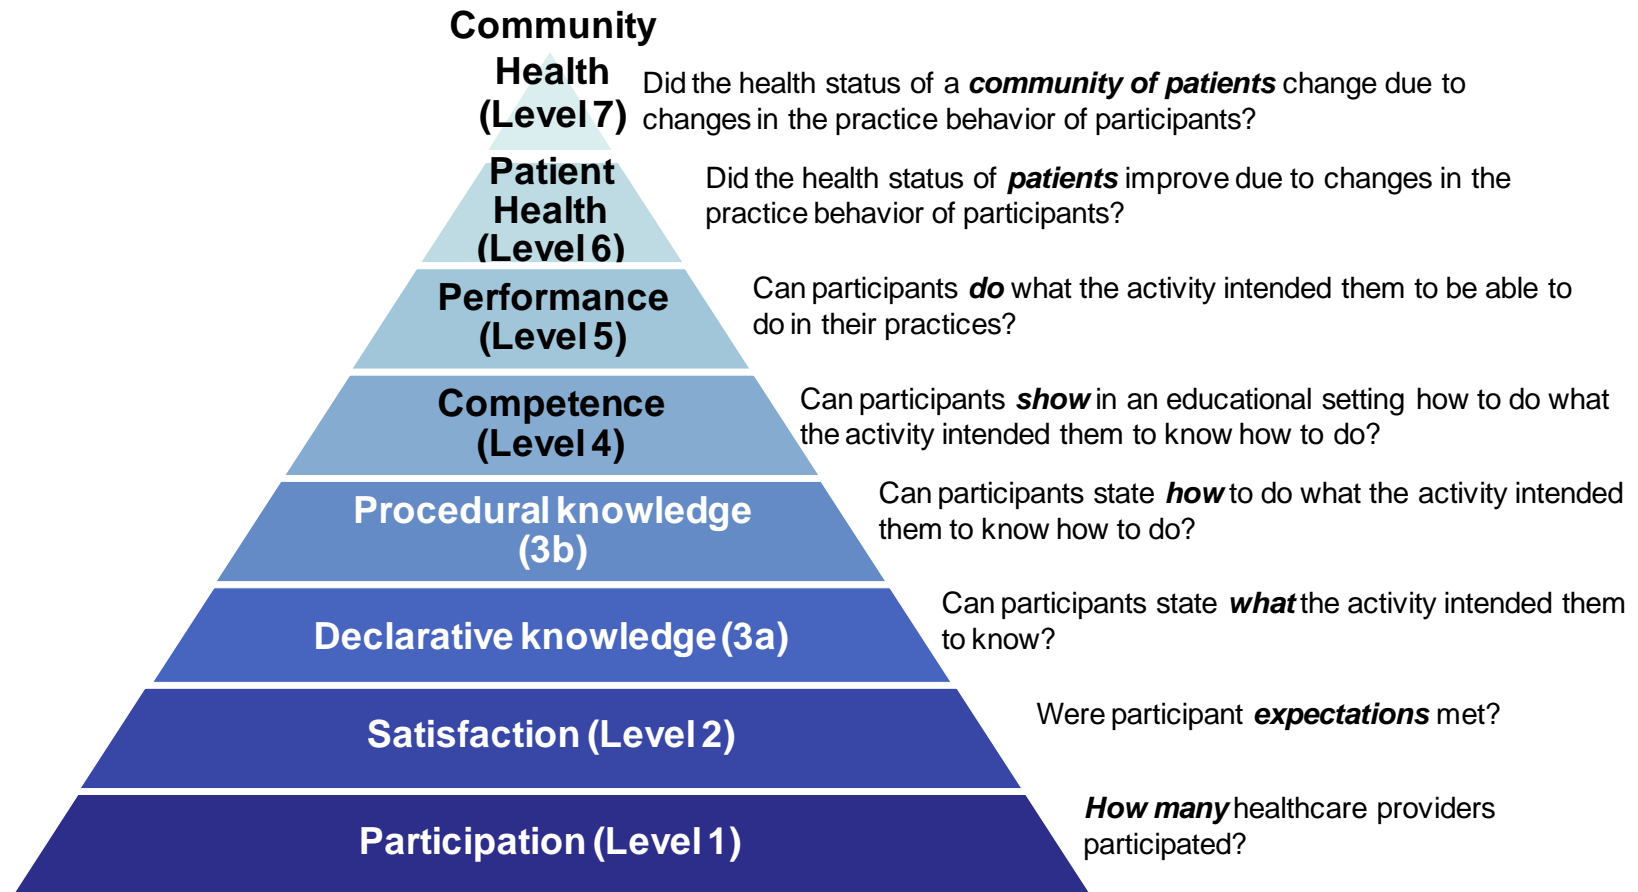 Community
Health
(Level 7)
Did the health status of a community of patients change due to
changes in the practice behavior of participants?
Patient
Health
(Level 6)
Did the health status of patients improve due to changes in the
practice behavior of participants?
Performance
(Level 5)
Can participants do what the activity intended them to be able to
do in their practices?
Competence
(Level 4)
Can participants show in an educational setting how to do what
the activity intended them to know how to do?
Procedural knowledge
(3b)
Can participants state how to do what the activity intended
them to know how to do?
Declarative knowledge (3a)
Can participants state what the activity intended them
to know?
Satisfaction (Level 2)
Were participant expectations met?
Participation (Level 1)
How many healthcare providers
participated?